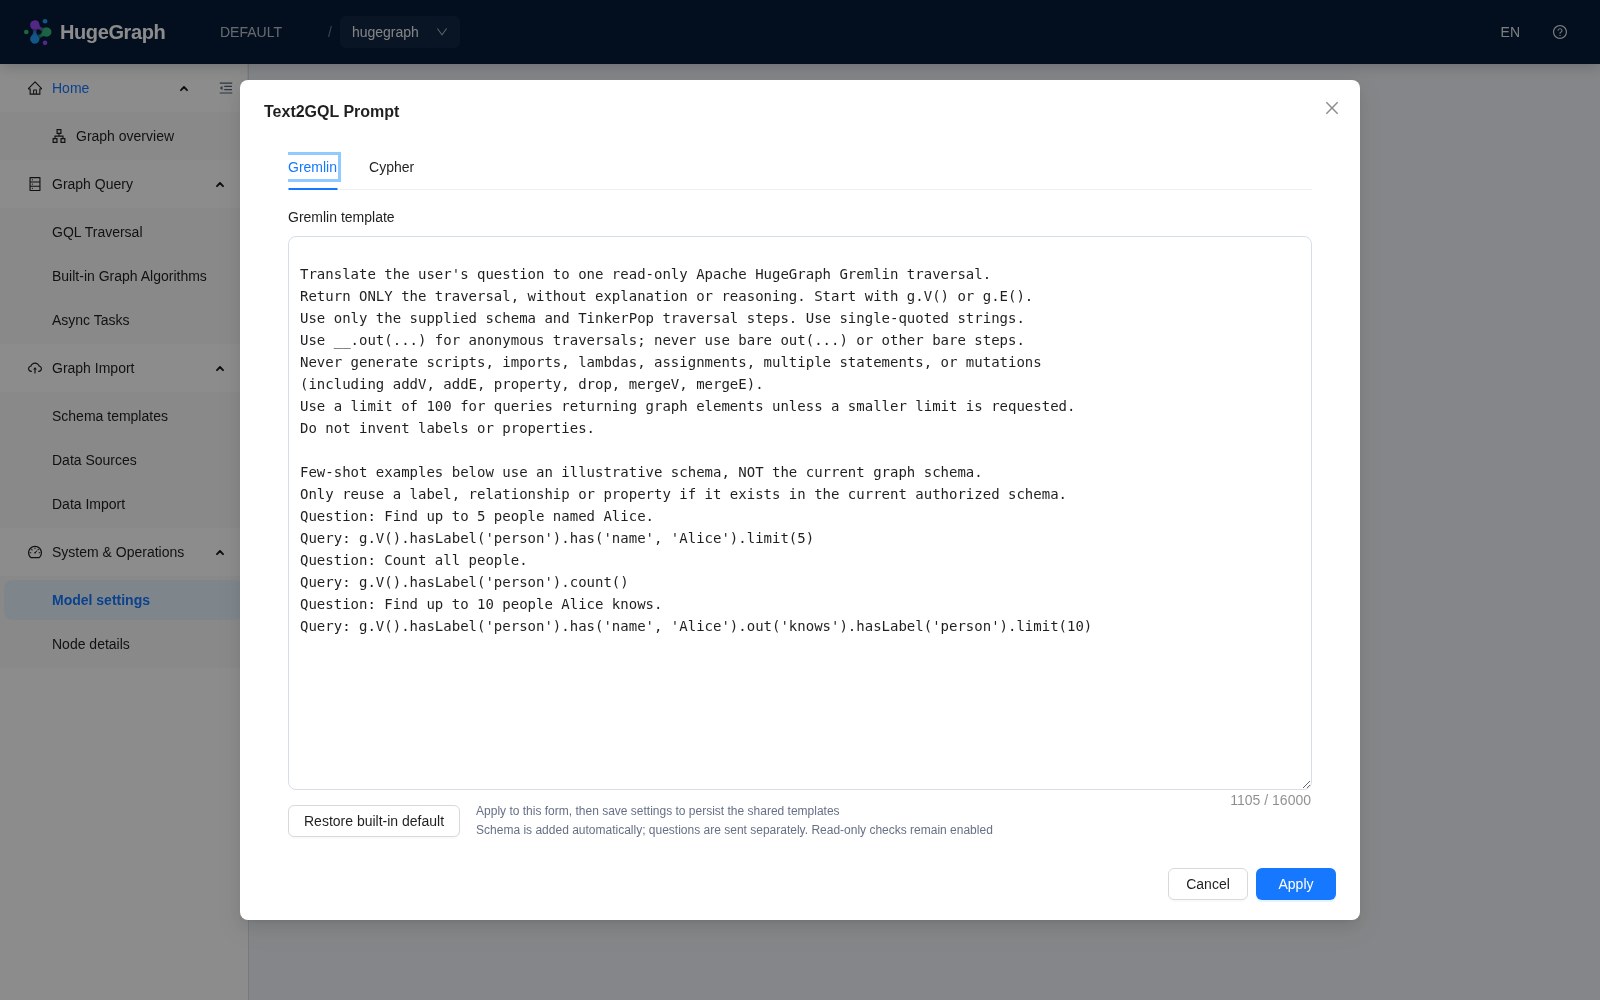 HugeGraph
DEFAULT / hugegraph
EN
Home
Graph overview
Graph Query
GQL Traversal
Built-in Graph Algorithms
Async Tasks
Graph Import
Schema templates
Data Sources
Data Import
System & Operations
Model settings
Node details
Text2GQL Prompt
Gremlin Cypher
Gremlin template
Translate the user's question to one read-only Apache HugeGraph Gremlin traversal.
Return ONLY the traversal, without explanation or reasoning. Start with g.V() or g.E().
Use only the supplied schema and TinkerPop traversal steps. Use single-quoted strings.
Use __.out(...) for anonymous traversals; never use bare out(...) or other bare steps.
Never generate scripts, imports, lambdas, assignments, multiple statements, or mutations
(including addV, addE, property, drop, mergeV, mergeE).
Use a limit of 100 for queries returning graph elements unless a smaller limit is requested.
Do not invent labels or properties.
Few-shot examples below use an illustrative schema, NOT the current graph schema.
Only reuse a label, relationship or property if it exists in the current authorized schema.
Question: Find up to 5 people named Alice.
Query: g.V().hasLabel('person').has('name', 'Alice').limit(5)
Question: Count all people.
Query: g.V().hasLabel('person').count()
Question: Find up to 10 people Alice knows.
Query: g.V().hasLabel('person').has('name', 'Alice').out('knows').hasLabel('person').limit(10)
1105 / 16000
Restore built-in default
Apply to this form, then save settings to persist the shared templates
Schema is added automatically; questions are sent separately. Read-only checks remain enabled
Cancel
Apply